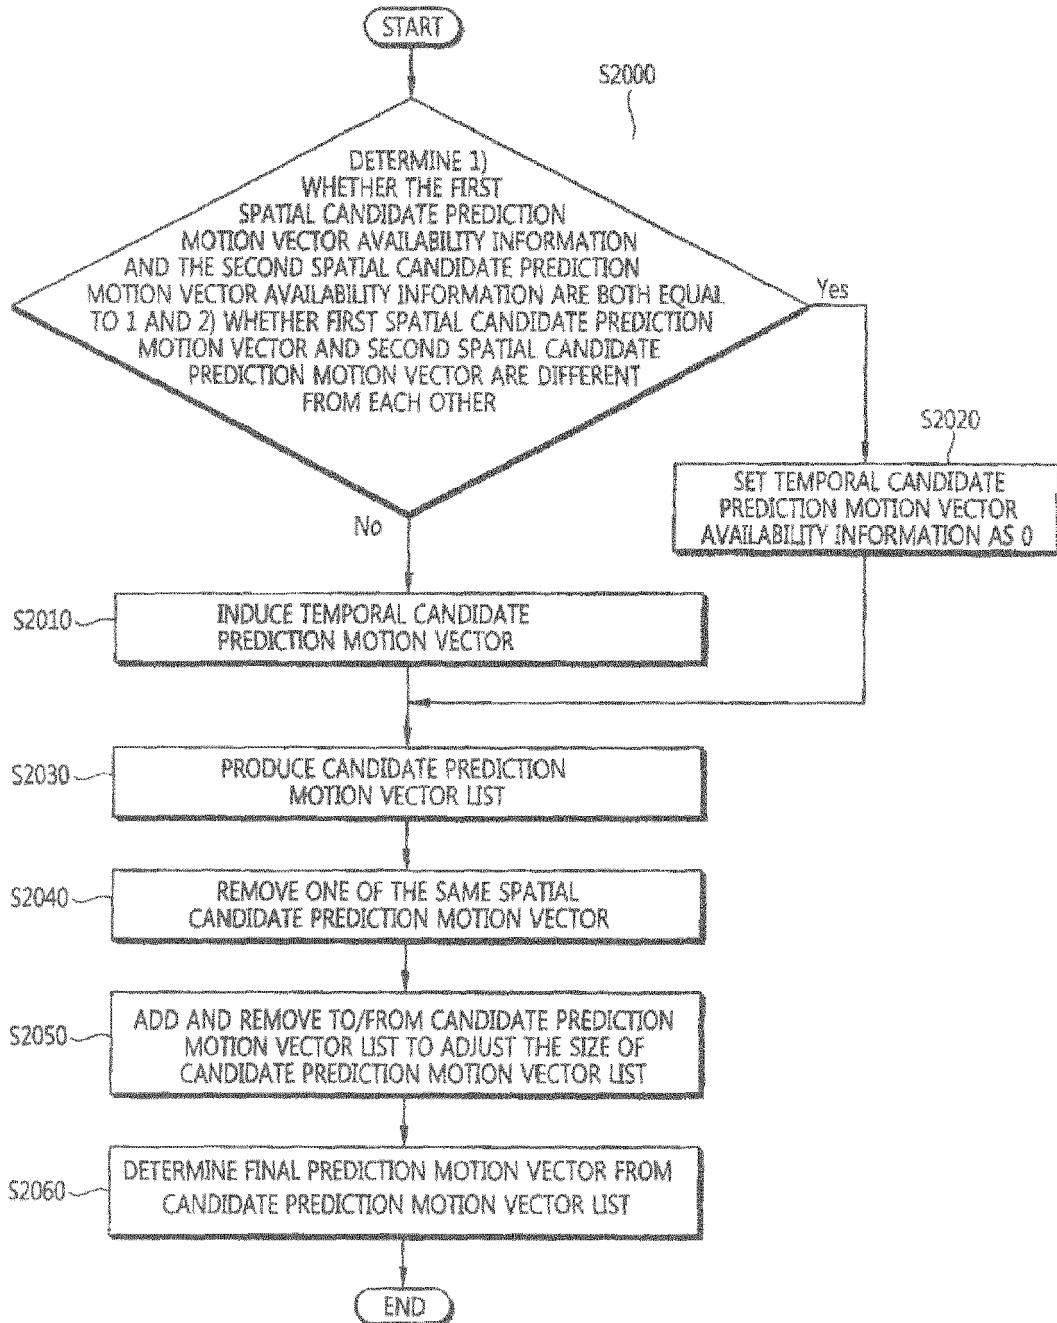 START
S2000
DETERMINE 1)
WHETHER THE FIRST
SPATIAL CANDIDATE PREDICTION
MOTION VECTOR AVAILABILITY INFORMATION
AND THE SECOND SPATIAL CANDIDATE PREDICTION
MOTION VECTOR AVAILABILITY INFORMATION ARE BOTH EQUAL
TO 1 AND 2) WHETHER FIRST SPATIAL CANDIDATE PREDICTION
MOTION VECTOR AND SECOND SPATIAL CANDIDATE
PREDICTION MOTION VECTOR ARE DIFFERENT
FROM EACH OTHER
Yes
S2020
SET TEMPORAL CANDIDATE
PREDICTION MOTION VECTOR
AVAILABILITY INFORMATION AS 0
No
S2010
INDUCE TEMPORAL CANDIDATE
PREDICTION MOTION VECTOR
S2030
PRODUCE CANDIDATE PREDICTION
MOTION VECTOR LIST
S2040
REMOVE ONE OF THE SAME SPATIAL
CANDIDATE PREDICTION MOTION VECTOR
S2050
ADD AND REMOVE TO/FROM CANDIDATE PREDICTION
MOTION VECTOR LIST TO ADJUST THE SIZE OF
CANDIDATE PREDICTION MOTION VECTOR LIST
S2060
DETERMINE FINAL PREDICTION MOTION VECTOR FROM
CANDIDATE PREDICTION MOTION VECTOR LIST
END